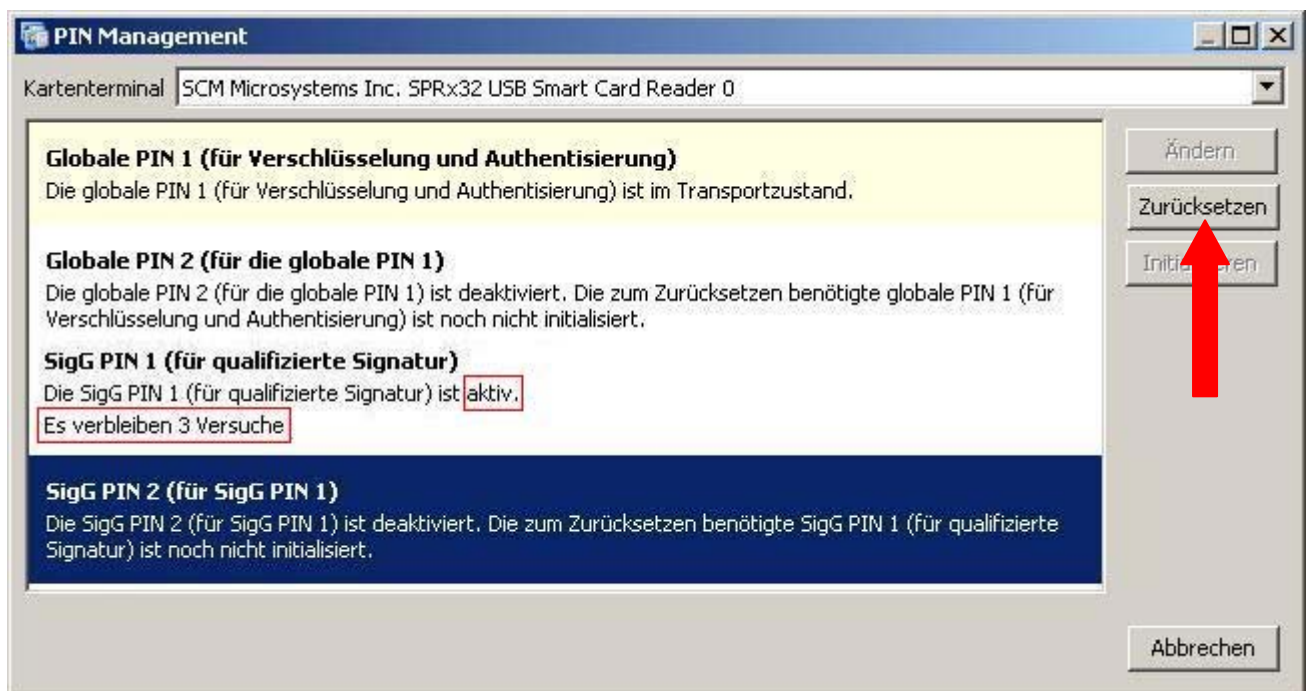 PIN Management
Kartenterminal SCM Microsystems Inc. SPRx32 USB Smart Card Reader 0
Globale PIN 1 (für Verschlüsselung und Authentisierung)
Die globale PIN 1 (für Verschlüsselung und Authentisierung) ist im Transportzustand.
Globale PIN 2 (für die globale PIN 1)
Die globale PIN 2 (für die globale PIN 1) ist deaktiviert. Die zum Zurücksetzen benötigte globale PIN 1 (für
Verschlüsselung und Authentisierung) ist noch nicht initialisiert.
SigG PIN 1 (für qualifizierte Signatur)
Die SigG PIN 1 (für qualifizierte Signatur) ist aktiv.
Es verbleiben 3 Versuche
SigG PIN 2 (für SigG PIN 1)
Die SigG PIN 2 (für SigG PIN 1) ist deaktiviert. Die zum Zurücksetzen benötigte SigG PIN 1 (für qualifizierte
Signatur) ist noch nicht initialisiert.
Ändern
Zurücksetzen
Abbrechen